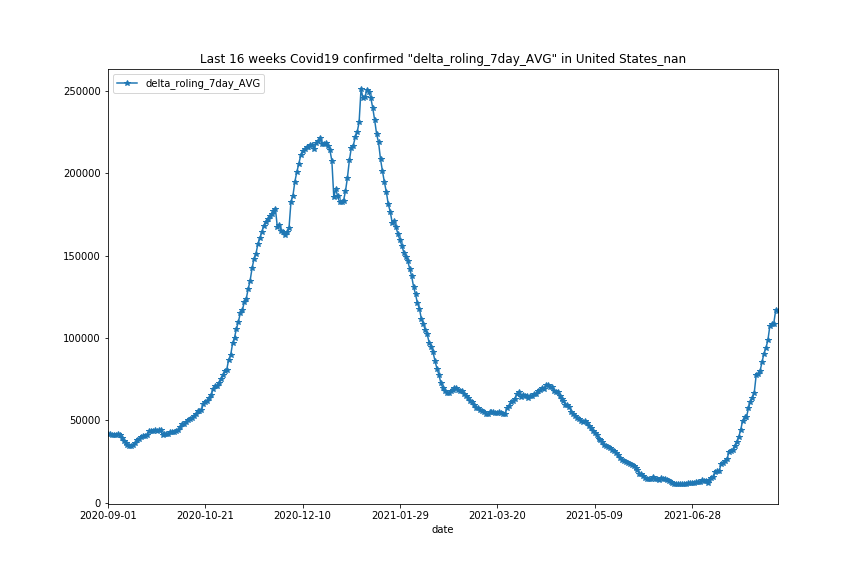 Last 16 weeks Covid19 confirmed "delta_roling_7day_AVG" in United States_nan
delta_roling_7day_AVG
250000
200000
150000
100000
50000
0
2020-09-01 2020-10-21 2020-12-10 2021-01-29 2021-03-20 2021-05-09 2021-06-28
date